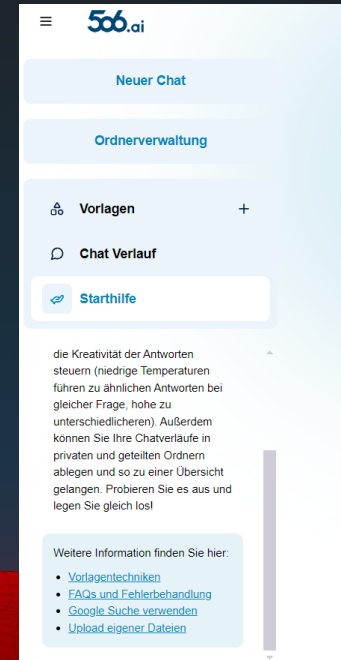 506.ai
Neuer Chat
Ordnerverwaltung
Vorlagen
Chat Verlauf
Starthilfe
die Kreativität der Antworten
steuern (niedrige Temperaturen
führen zu ähnlichen Antworten bei
gleicher Frage, hohe zu
unterschiedlicheren). Außerdem
können Sie Ihre Chatverläufe in
privaten und geteilten Ordnern
ablegen und so zu einer Übersicht
gelangen. Probieren Sie es aus und
legen Sie gleich los!
Weitere Information finden Sie hier:
Vorlagentechniken
FAQs und Fehlerbehandlung
Google Suche verwenden
Upload eigener Dateien